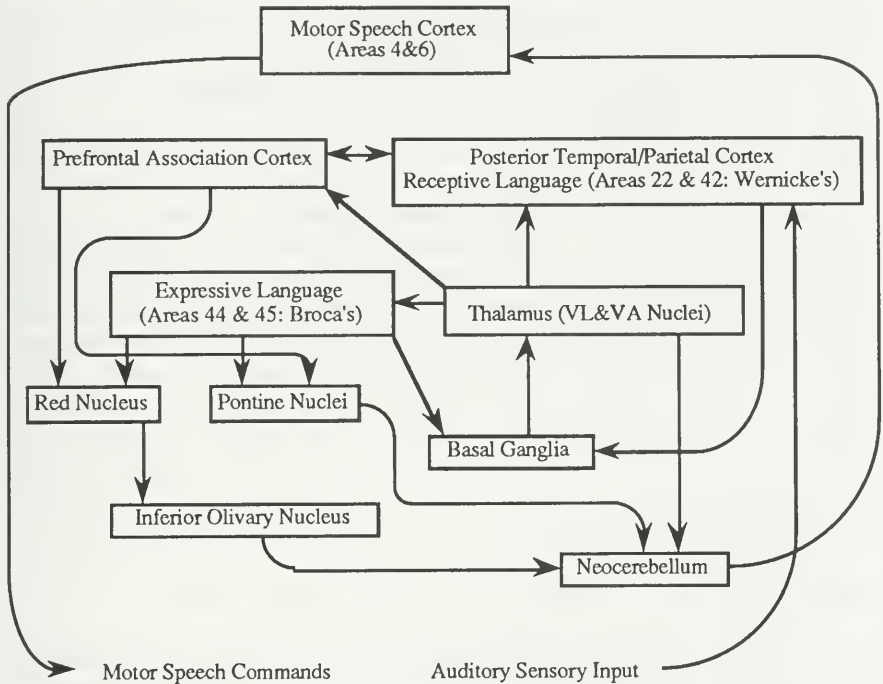 Motor Speech Cortex
(Areas 4&6)
Prefrontal Association Cortex
Posterior Temporal/Parietal Cortex
Receptive Language (Areas 22 & 42: Wernicke's)
Expressive Language
(Areas 44 & 45: Broca's)
Thalamus (VL&VA Nuclei)
Red Nucleus
Pontine Nuclei
Basal Ganglia
Inferior Olivary Nucleus
Neocerebellum
Motor Speech Commands
Auditory Sensory Input